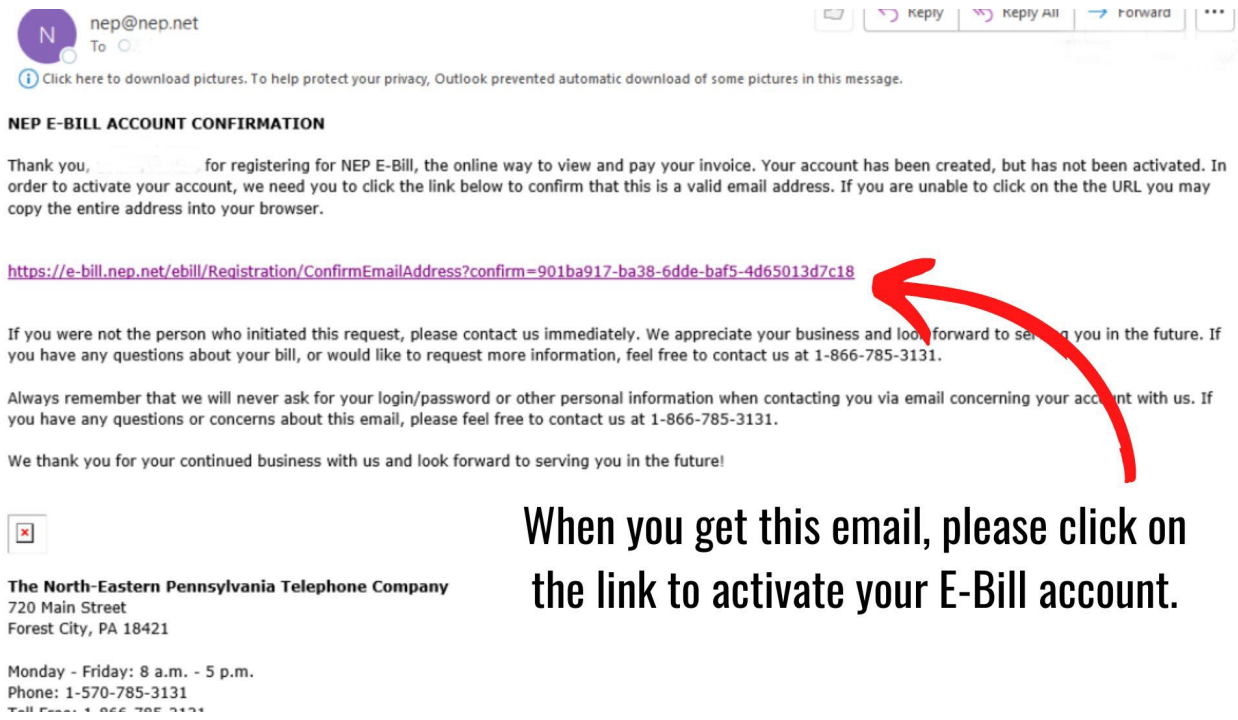 N
nep@nep.net
To
Reply Reply All Forward
Click here to download pictures. To help protect your privacy, Outlook prevented automatic download of some pictures in this message.
NEP E-BILL ACCOUNT CONFIRMATION
Thank you, , for registering for NEP E-Bill, the online way to view and pay your invoice. Your account has been created, but has not been activated. In
order to activate your account, we need you to click the link below to confirm that this is a valid email address. If you are unable to click on the the URL you may
copy the entire address into your browser.
https://e-bill.nep.net/ebill/Registration/ConfirmEmailAddress?confirm=901ba917-ba38-6dde-baf5-4d65013d7c18
If you were not the person who initiated this request, please contact us immediately. We appreciate your business and look forward to serving you in the future. If
you have any questions about your bill, or would like to request more information, feel free to contact us at 1-866-785-3131.
Always remember that we will never ask for your login/password or other personal information when contacting you via email concerning your account with us. If
you have any questions or concerns about this email, please feel free to contact us at 1-866-785-3131.
We thank you for your continued business with us and look forward to serving you in the future!
When you get this email, please click on
the link to activate your E-Bill account.
The North-Eastern Pennsylvania Telephone Company
720 Main Street
Forest City, PA 18421
Monday - Friday: 8 a.m. - 5 p.m.
Phone: 1-570-785-3131
Toll Free: 1-866-785-3131